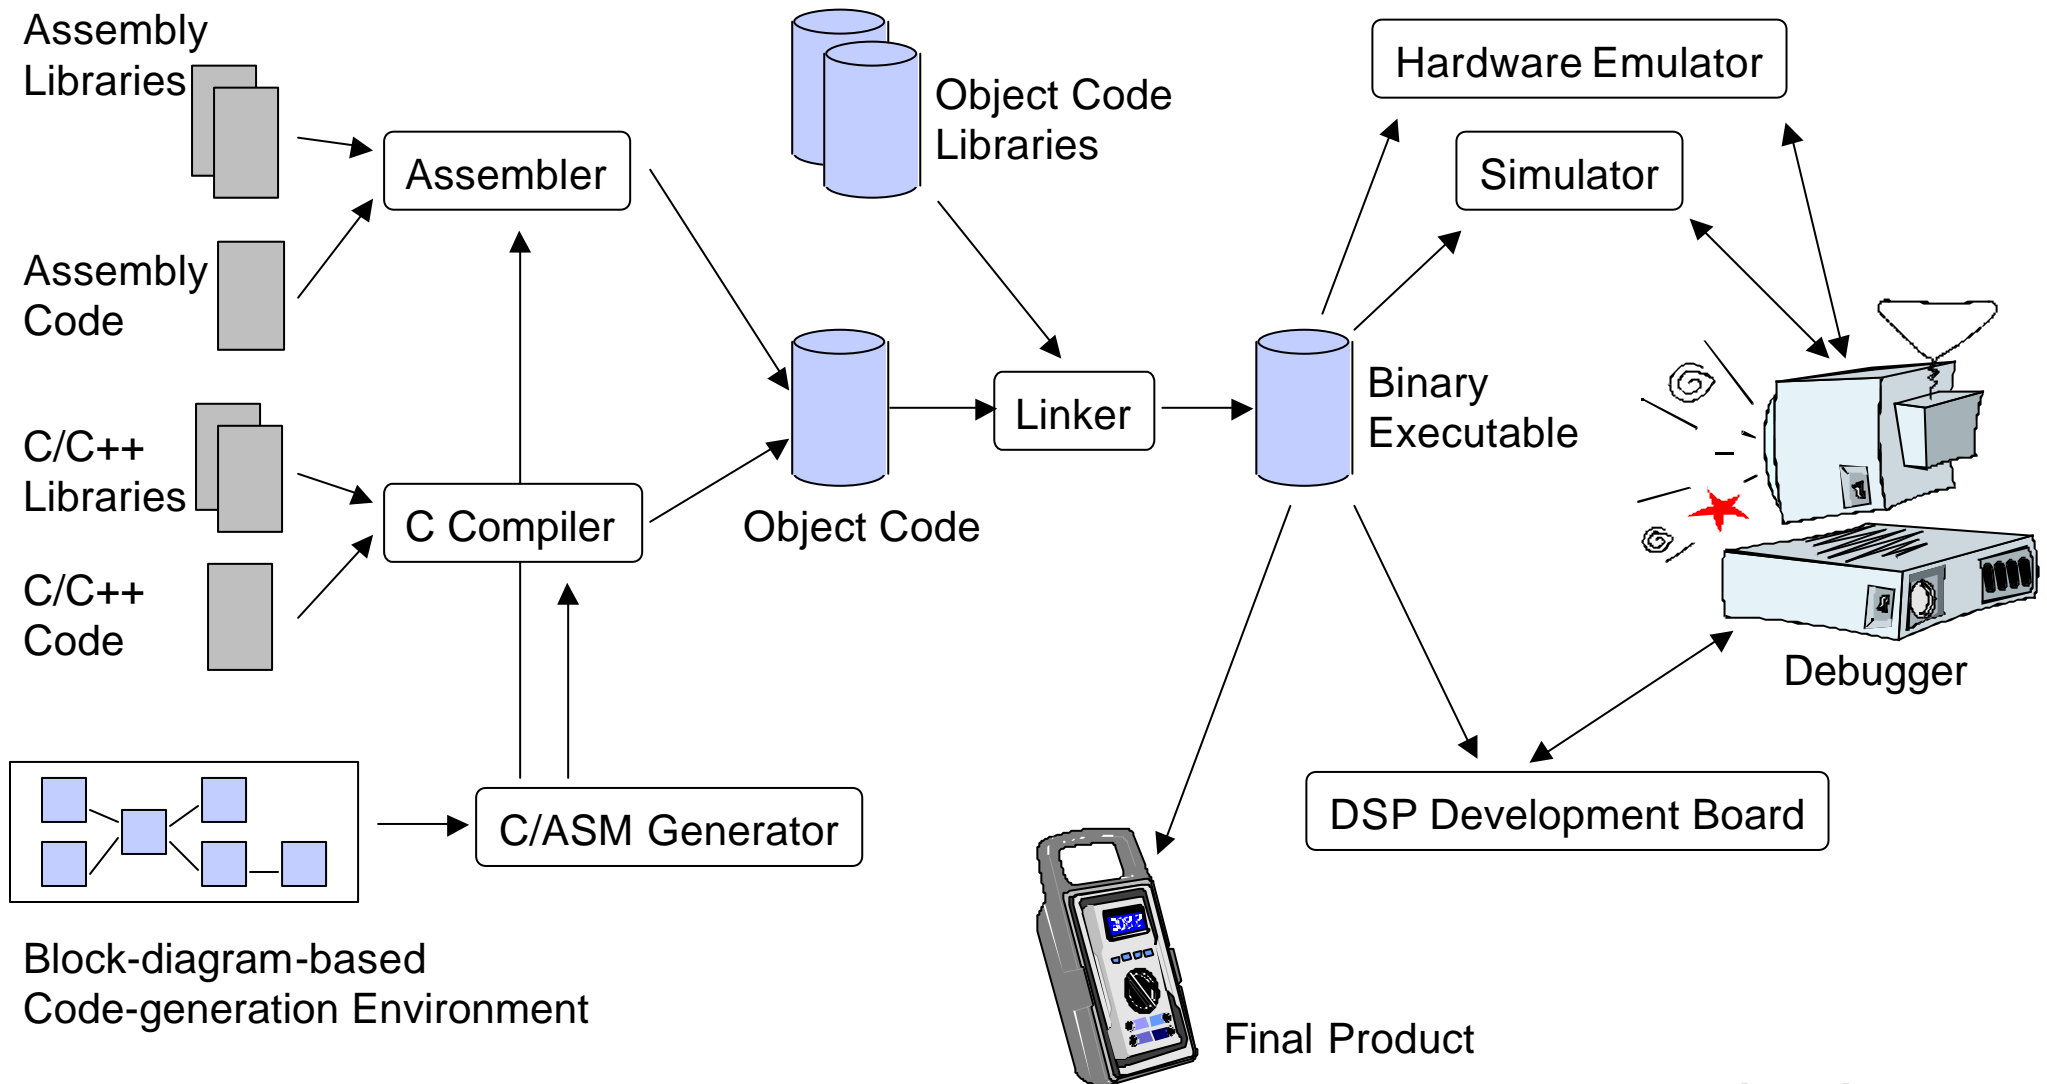 Assembly
Libraries
Assembler
Assembly
Code
C/C++
Libraries
C Compiler
C/C++
Code
C/ASM Generator
Block-diagram-based
Code-generation Environment
Object Code
Libraries
Object Code
Linker
Binary
Executable
Hardware Emulator
Simulator
Debugger
DSP Development Board
Final Product